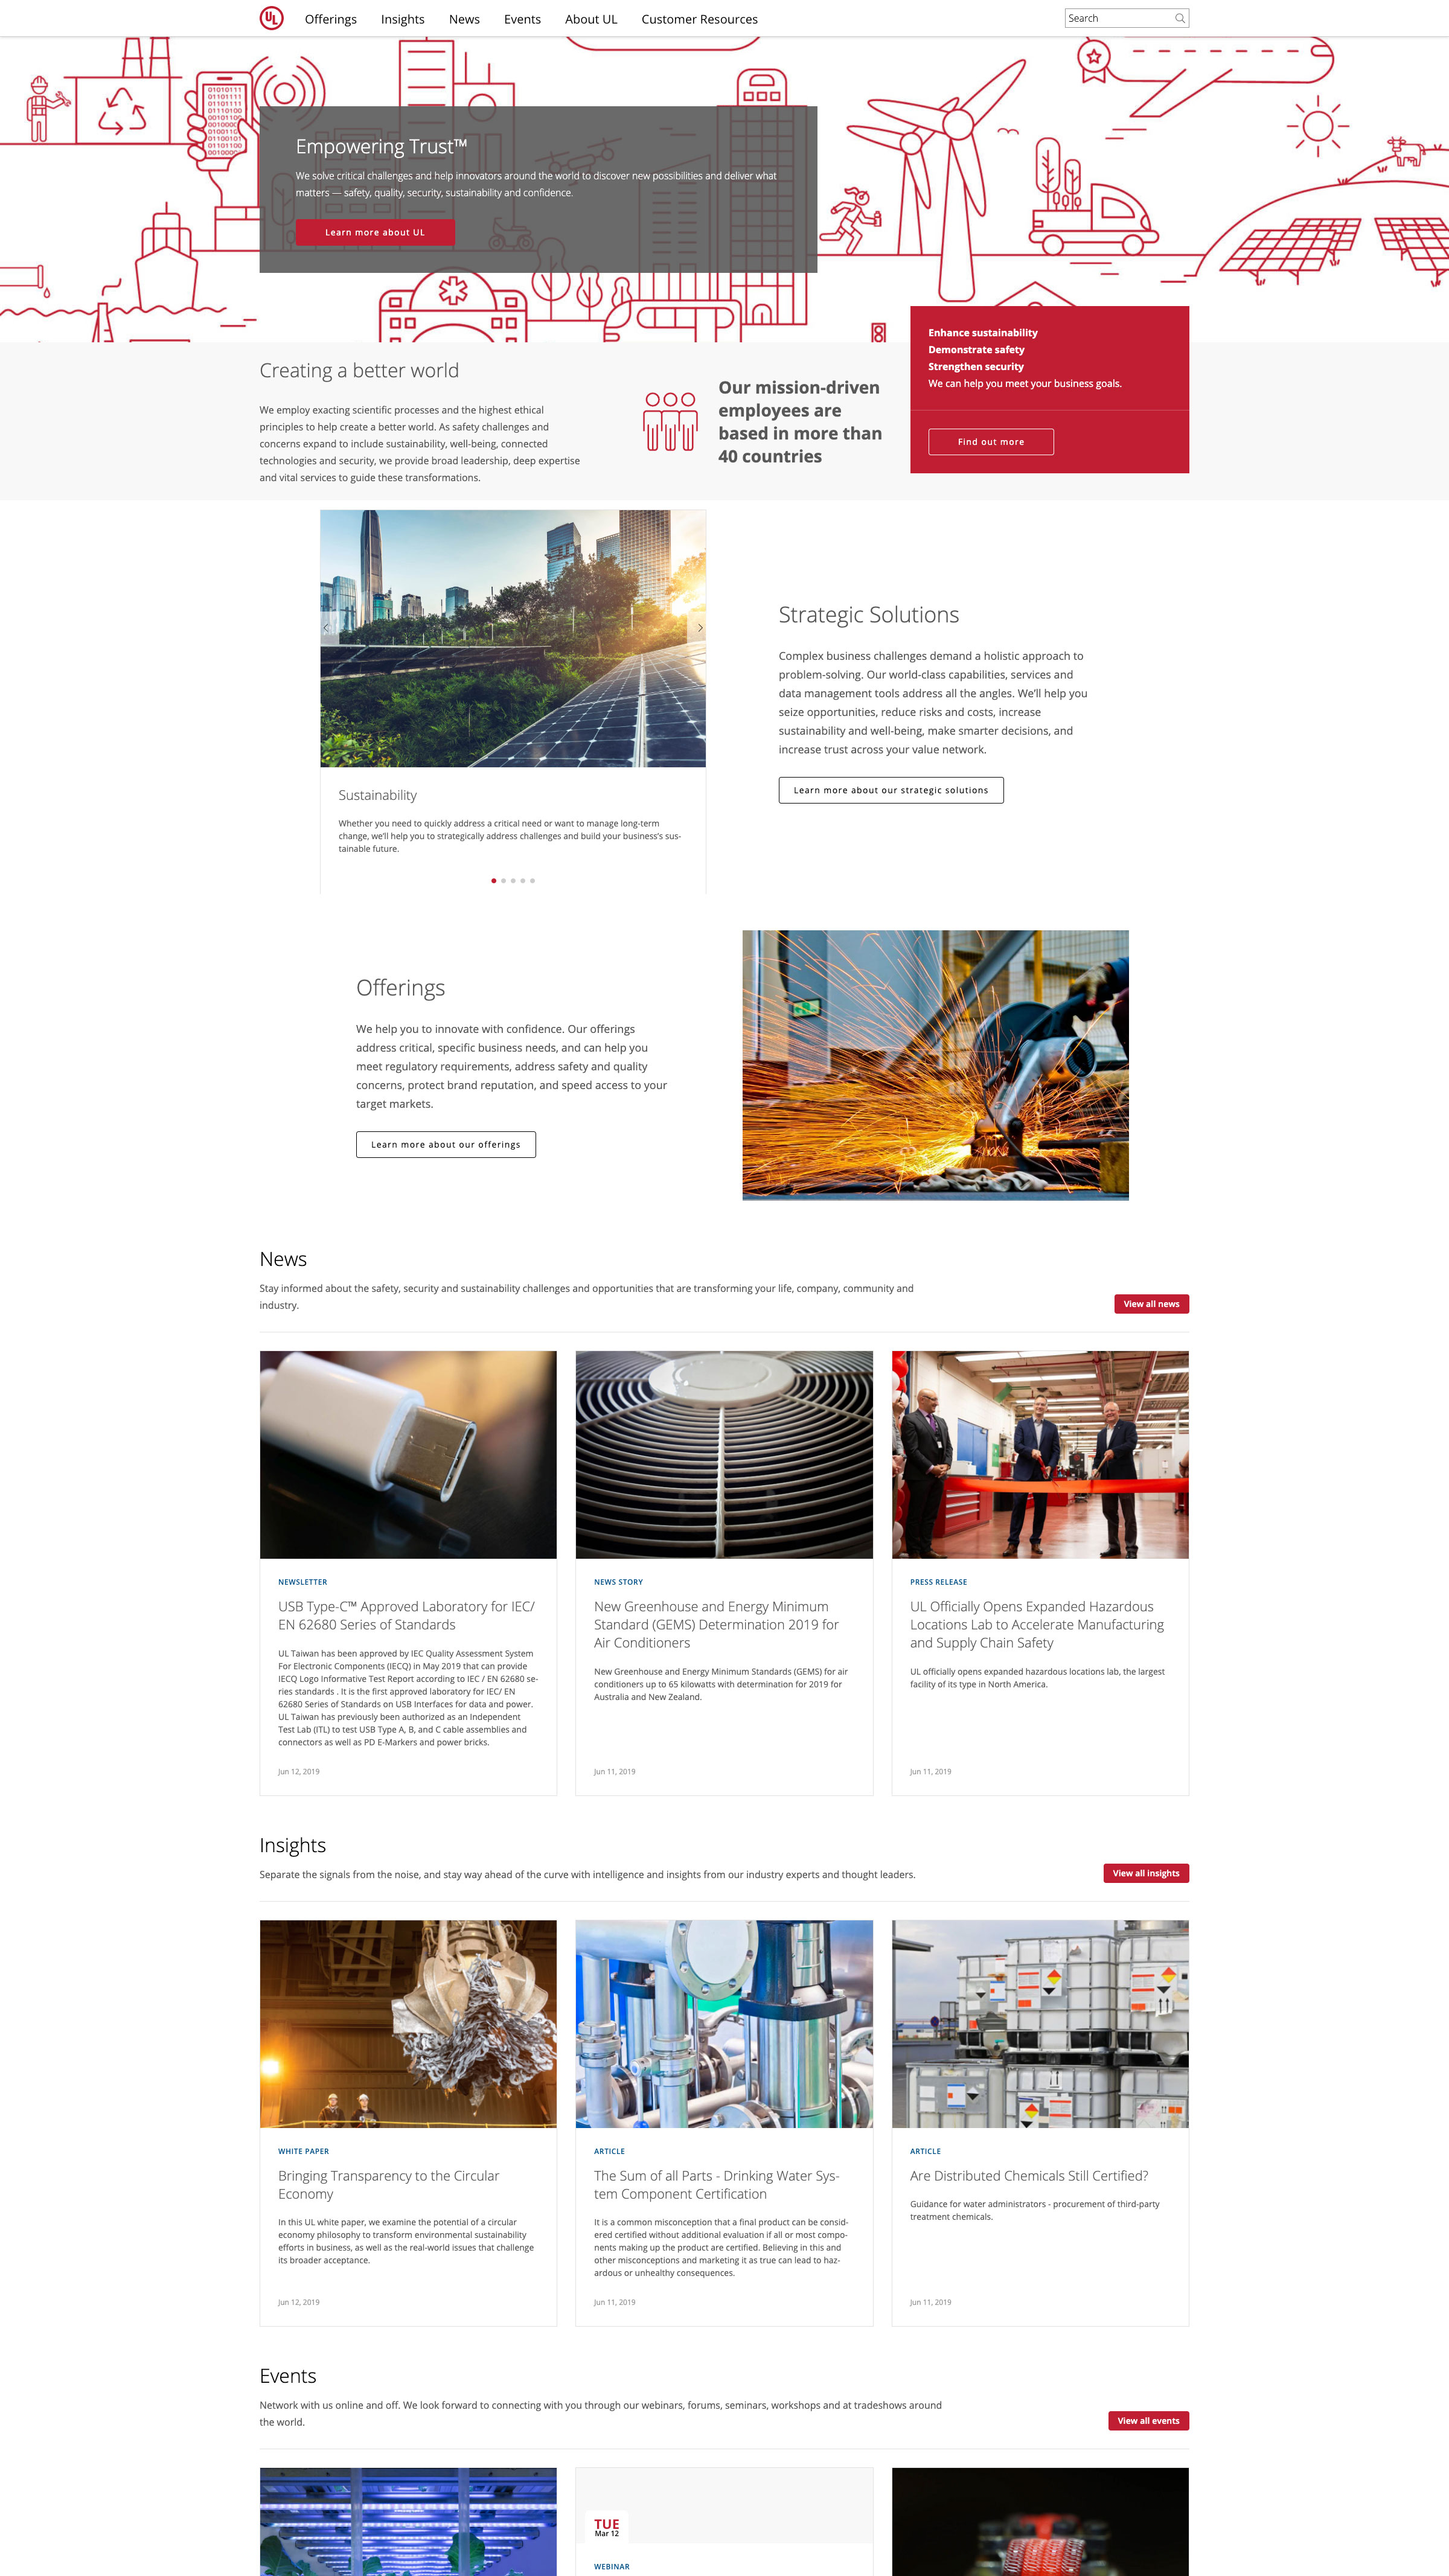 UL
Offerings
Insights
News
Events
About UL
Customer Resources
Search
01010111
01101111
01110010
01101011
01101001
01101110
01100111
01110100
01101111
Empowering Trust™
We solve critical challenges and help innovators around the world to discover new possibilities and deliver what
matters — safety, quality, security, sustainability and confidence.
Learn more about UL
Creating a better world
We employ exacting scientific processes and the highest ethical
principles to help create a better world. As safety challenges and
concerns expand to include sustainability, well-being, connected
technologies and security, we provide broad leadership, deep expertise
and vital services to guide these transformations.
Our mission-driven
employees are
based in more than
40 countries
Enhance sustainability
Demonstrate safety
Strengthen security
We can help you meet your business goals.
Find out more
Sustainability
Whether you need to quickly address a critical need or want to manage long-term
change, we'll help you to strategically address challenges and build your business's sus-
tainable future.
Strategic Solutions
Complex business challenges demand a holistic approach to
problem-solving. Our world-class capabilities, services and
data management tools address all the angles. We'll help you
seize opportunities, reduce risks and costs, increase
sustainability and well-being, make smarter decisions, and
increase trust across your value network.
Learn more about our strategic solutions
Offerings
We help you to innovate with confidence. Our offerings
address critical, specific business needs, and can help you
meet regulatory requirements, address safety and quality
concerns, protect brand reputation, and speed access to your
target markets.
Learn more about our offerings
News
Stay informed about the safety, security and sustainability challenges and opportunities that are transforming your life, company, community and
industry.
View all news
NEWSLETTER
USB Type-C™ Approved Laboratory for IEC/
EN 62680 Series of Standards
UL Taiwan has been approved by IEC Quality Assessment System
For Electronic Components (IECQ) in May 2019 that can provide
IECQ Logo Informative Test Report according to IEC / EN 62680 se-
ries standards . It is the first approved laboratory for IEC/ EN
62680 Series of Standards on USB Interfaces for data and power.
UL Taiwan has previously been authorized as an Independent
Test Lab (ITL) to test USB Type A, B, and C cable assemblies and
connectors as well as PD E-Markers and power bricks.
Jun 12, 2019
NEWS STORY
New Greenhouse and Energy Minimum
Standard (GEMS) Determination 2019 for
Air Conditioners
New Greenhouse and Energy Minimum Standards (GEMS) for air
conditioners up to 65 kilowatts with determination for 2019 for
Australia and New Zealand.
Jun 11, 2019
PRESS RELEASE
UL Officially Opens Expanded Hazardous
Locations Lab to Accelerate Manufacturing
and Supply Chain Safety
UL officially opens expanded hazardous locations lab, the largest
facility of its type in North America.
Jun 11, 2019
Insights
Separate the signals from the noise, and stay way ahead of the curve with intelligence and insights from our industry experts and thought leaders.
View all insights
WHITE PAPER
Bringing Transparency to the Circular
Economy
In this UL white paper, we examine the potential of a circular
economy philosophy to transform environmental sustainability
efforts in business, as well as the real-world issues that challenge
its broader acceptance.
Jun 12, 2019
ARTICLE
The Sum of all Parts - Drinking Water Sys-
tem Component Certification
It is a common misconception that a final product can be consid-
ered certified without additional evaluation if all or most compo-
nents making up the product are certified. Believing in this and
other misconceptions and marketing it as true can lead to haz-
ardous or unhealthy consequences.
Jun 11, 2019
ARTICLE
Are Distributed Chemicals Still Certified?
Guidance for water administrators - procurement of third-party
treatment chemicals.
Jun 11, 2019
Events
Network with us online and off. We look forward to connecting with you through our webinars, forums, seminars, workshops and at tradeshows around
the world.
View all events
TUE
Mar 12
WEBINAR